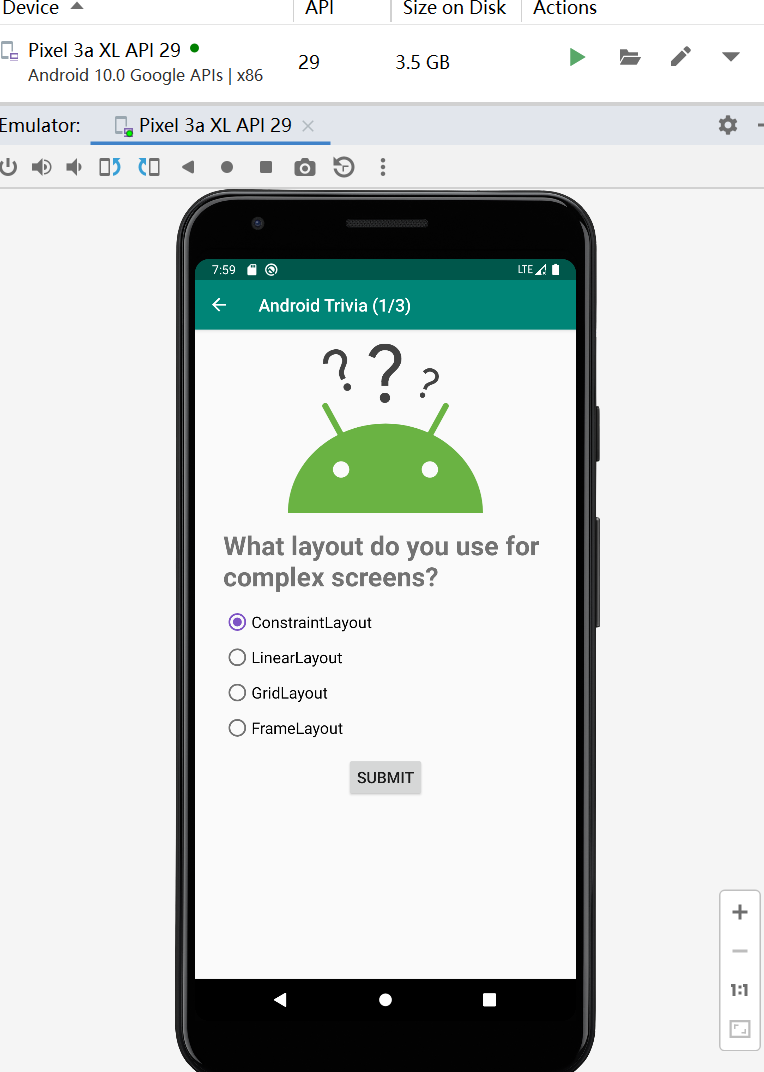 Device API Size on Disk Actions
Pixel 3a XL API 29
Android 10.0 Google APIs | x86
29
3.5 GB
Emulator: Pixel 3a XL API 29
7:59 LTE
Android Trivia (1/3)
? ? ?
What layout do you use for
complex screens?
ConstraintLayout
LinearLayout
GridLayout
FrameLayout
SUBMIT
1:1